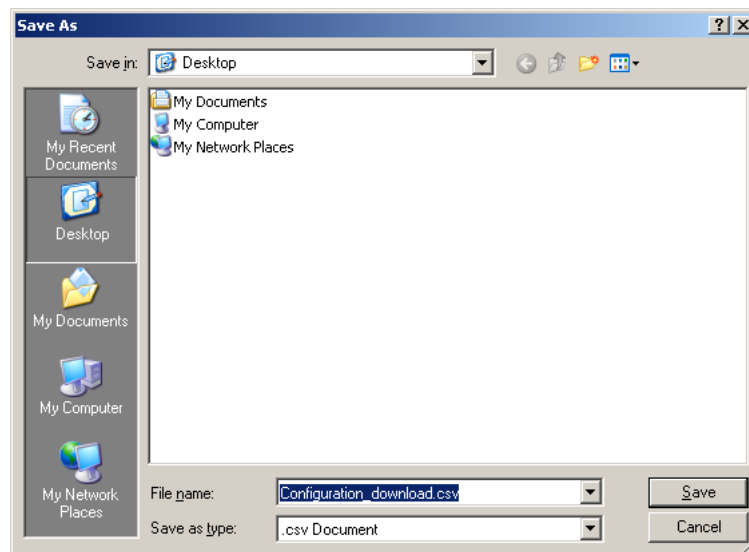 Save As
Save in: Desktop
My Recent
Documents
Desktop
My Documents
My Computer
My Network
Places
My Documents
My Computer
My Network Places
File name: Configuration_download.csv Save
Save as type: .csv Document Cancel